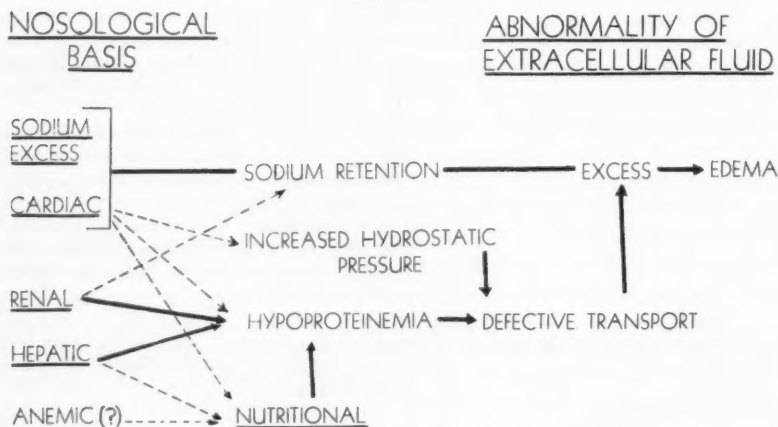 NOSOLOGICAL
BASIS
ABNORMALITY OF
EXTRACELLULAR FLUID
SODIUM
EXCESS
SODIUM RETENTION
EXCESS
EDEMA
CARDIAC
INCREASED HYDROSTATIC
PRESSURE
RENAL
HYPOPROTEINEMIA
DEFECTIVE TRANSPORT
HEPATIC
ANEMIC (?)
NUTRITIONAL